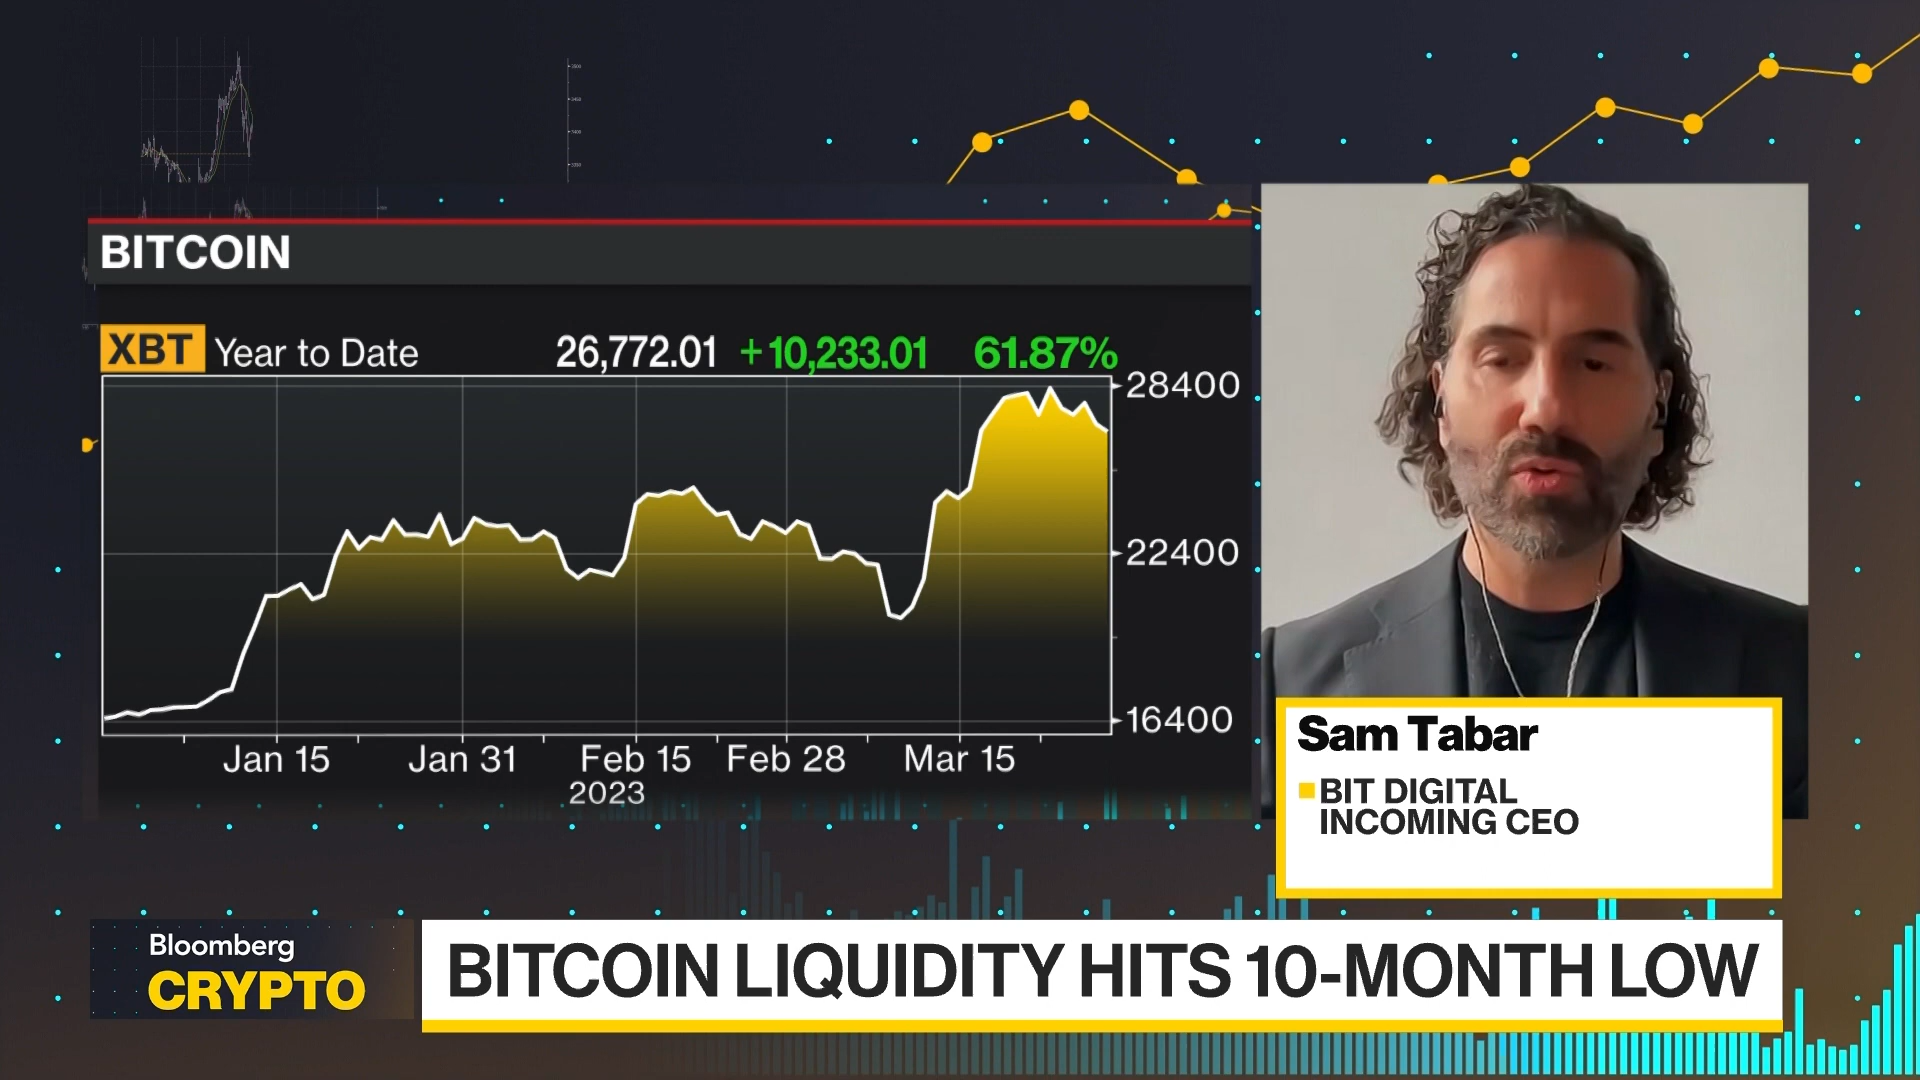 BITCOIN
XBT Year to Date 26,772.01 +10,233.01 61.87%
28400
22400
16400
Jan 15 Jan 31 Feb 15 Feb 28 Mar 15
2023
Sam Tabar
BIT DIGITAL
INCOMING CEO
Bloomberg
CRYPTO
BITCOIN LIQUIDITY HITS 10-MONTH LOW